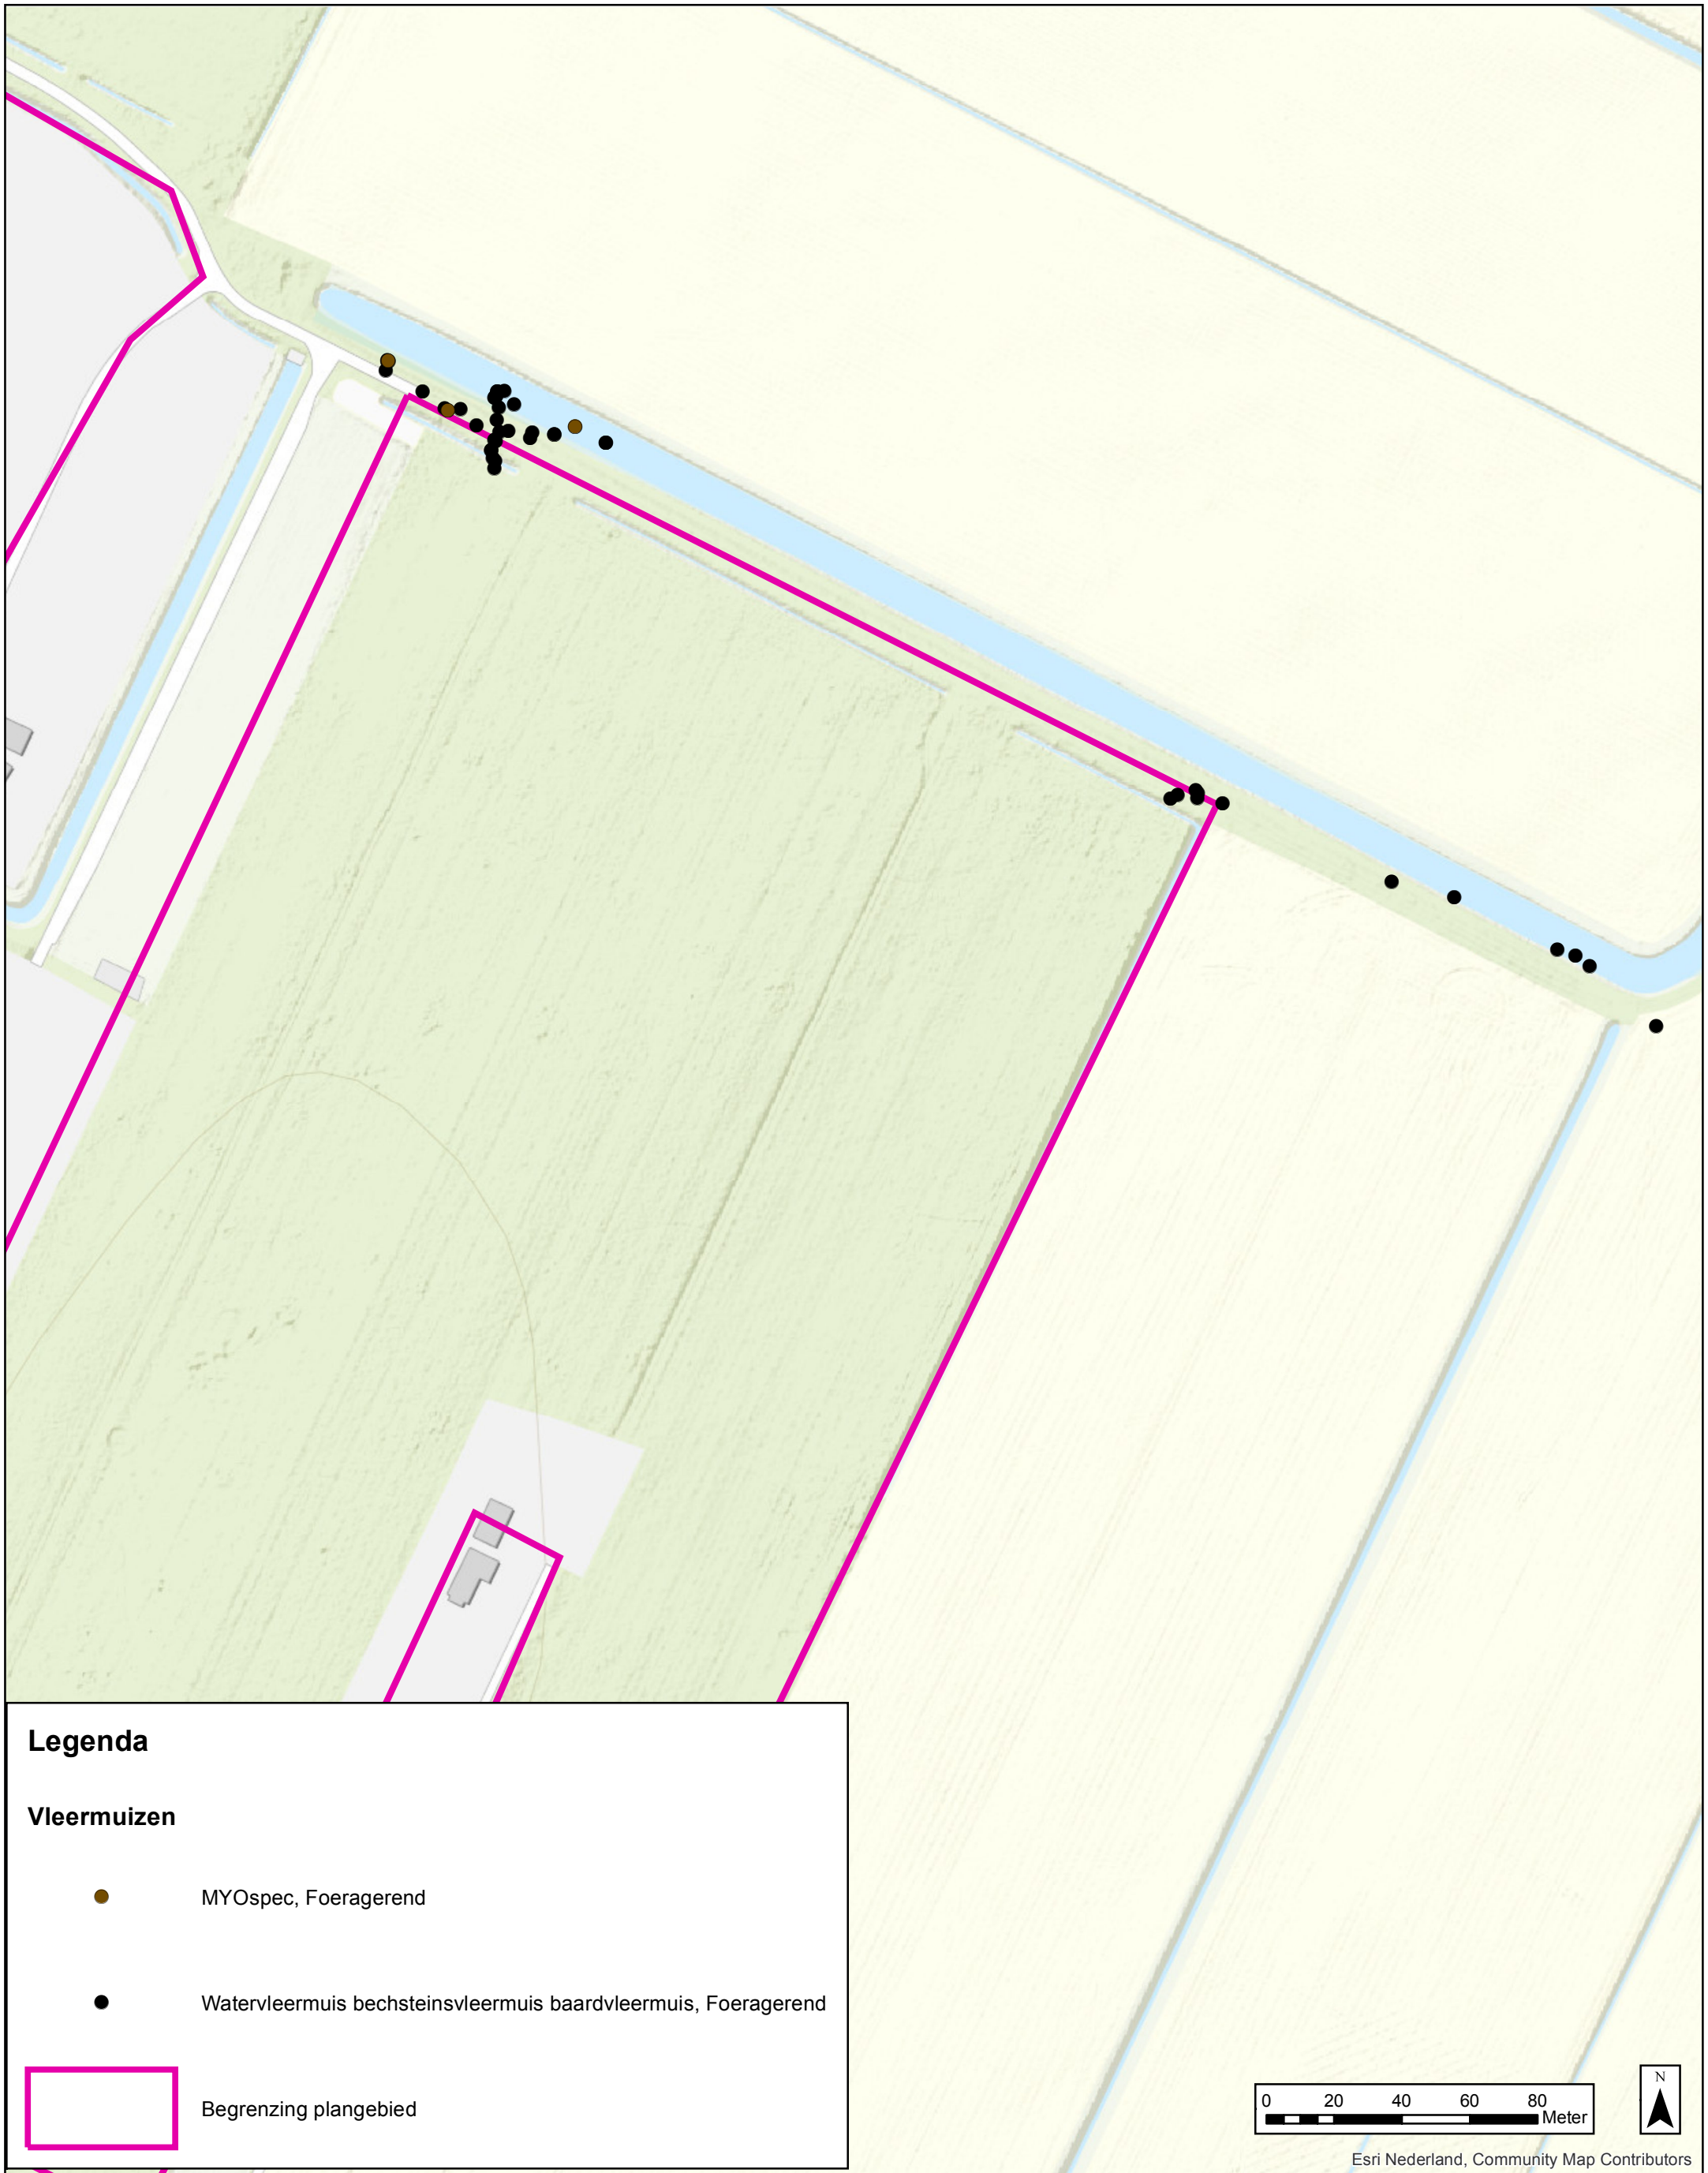 Legenda
Vleermuizen
MYOspec, Foeragerend
Watervleermuis bechsteinsvleermuis baardvleermuis, Foeragerend
Begrenzing plangebied
0 20 40 60 80
Meter
N
Esri Nederland, Community Map Contributors